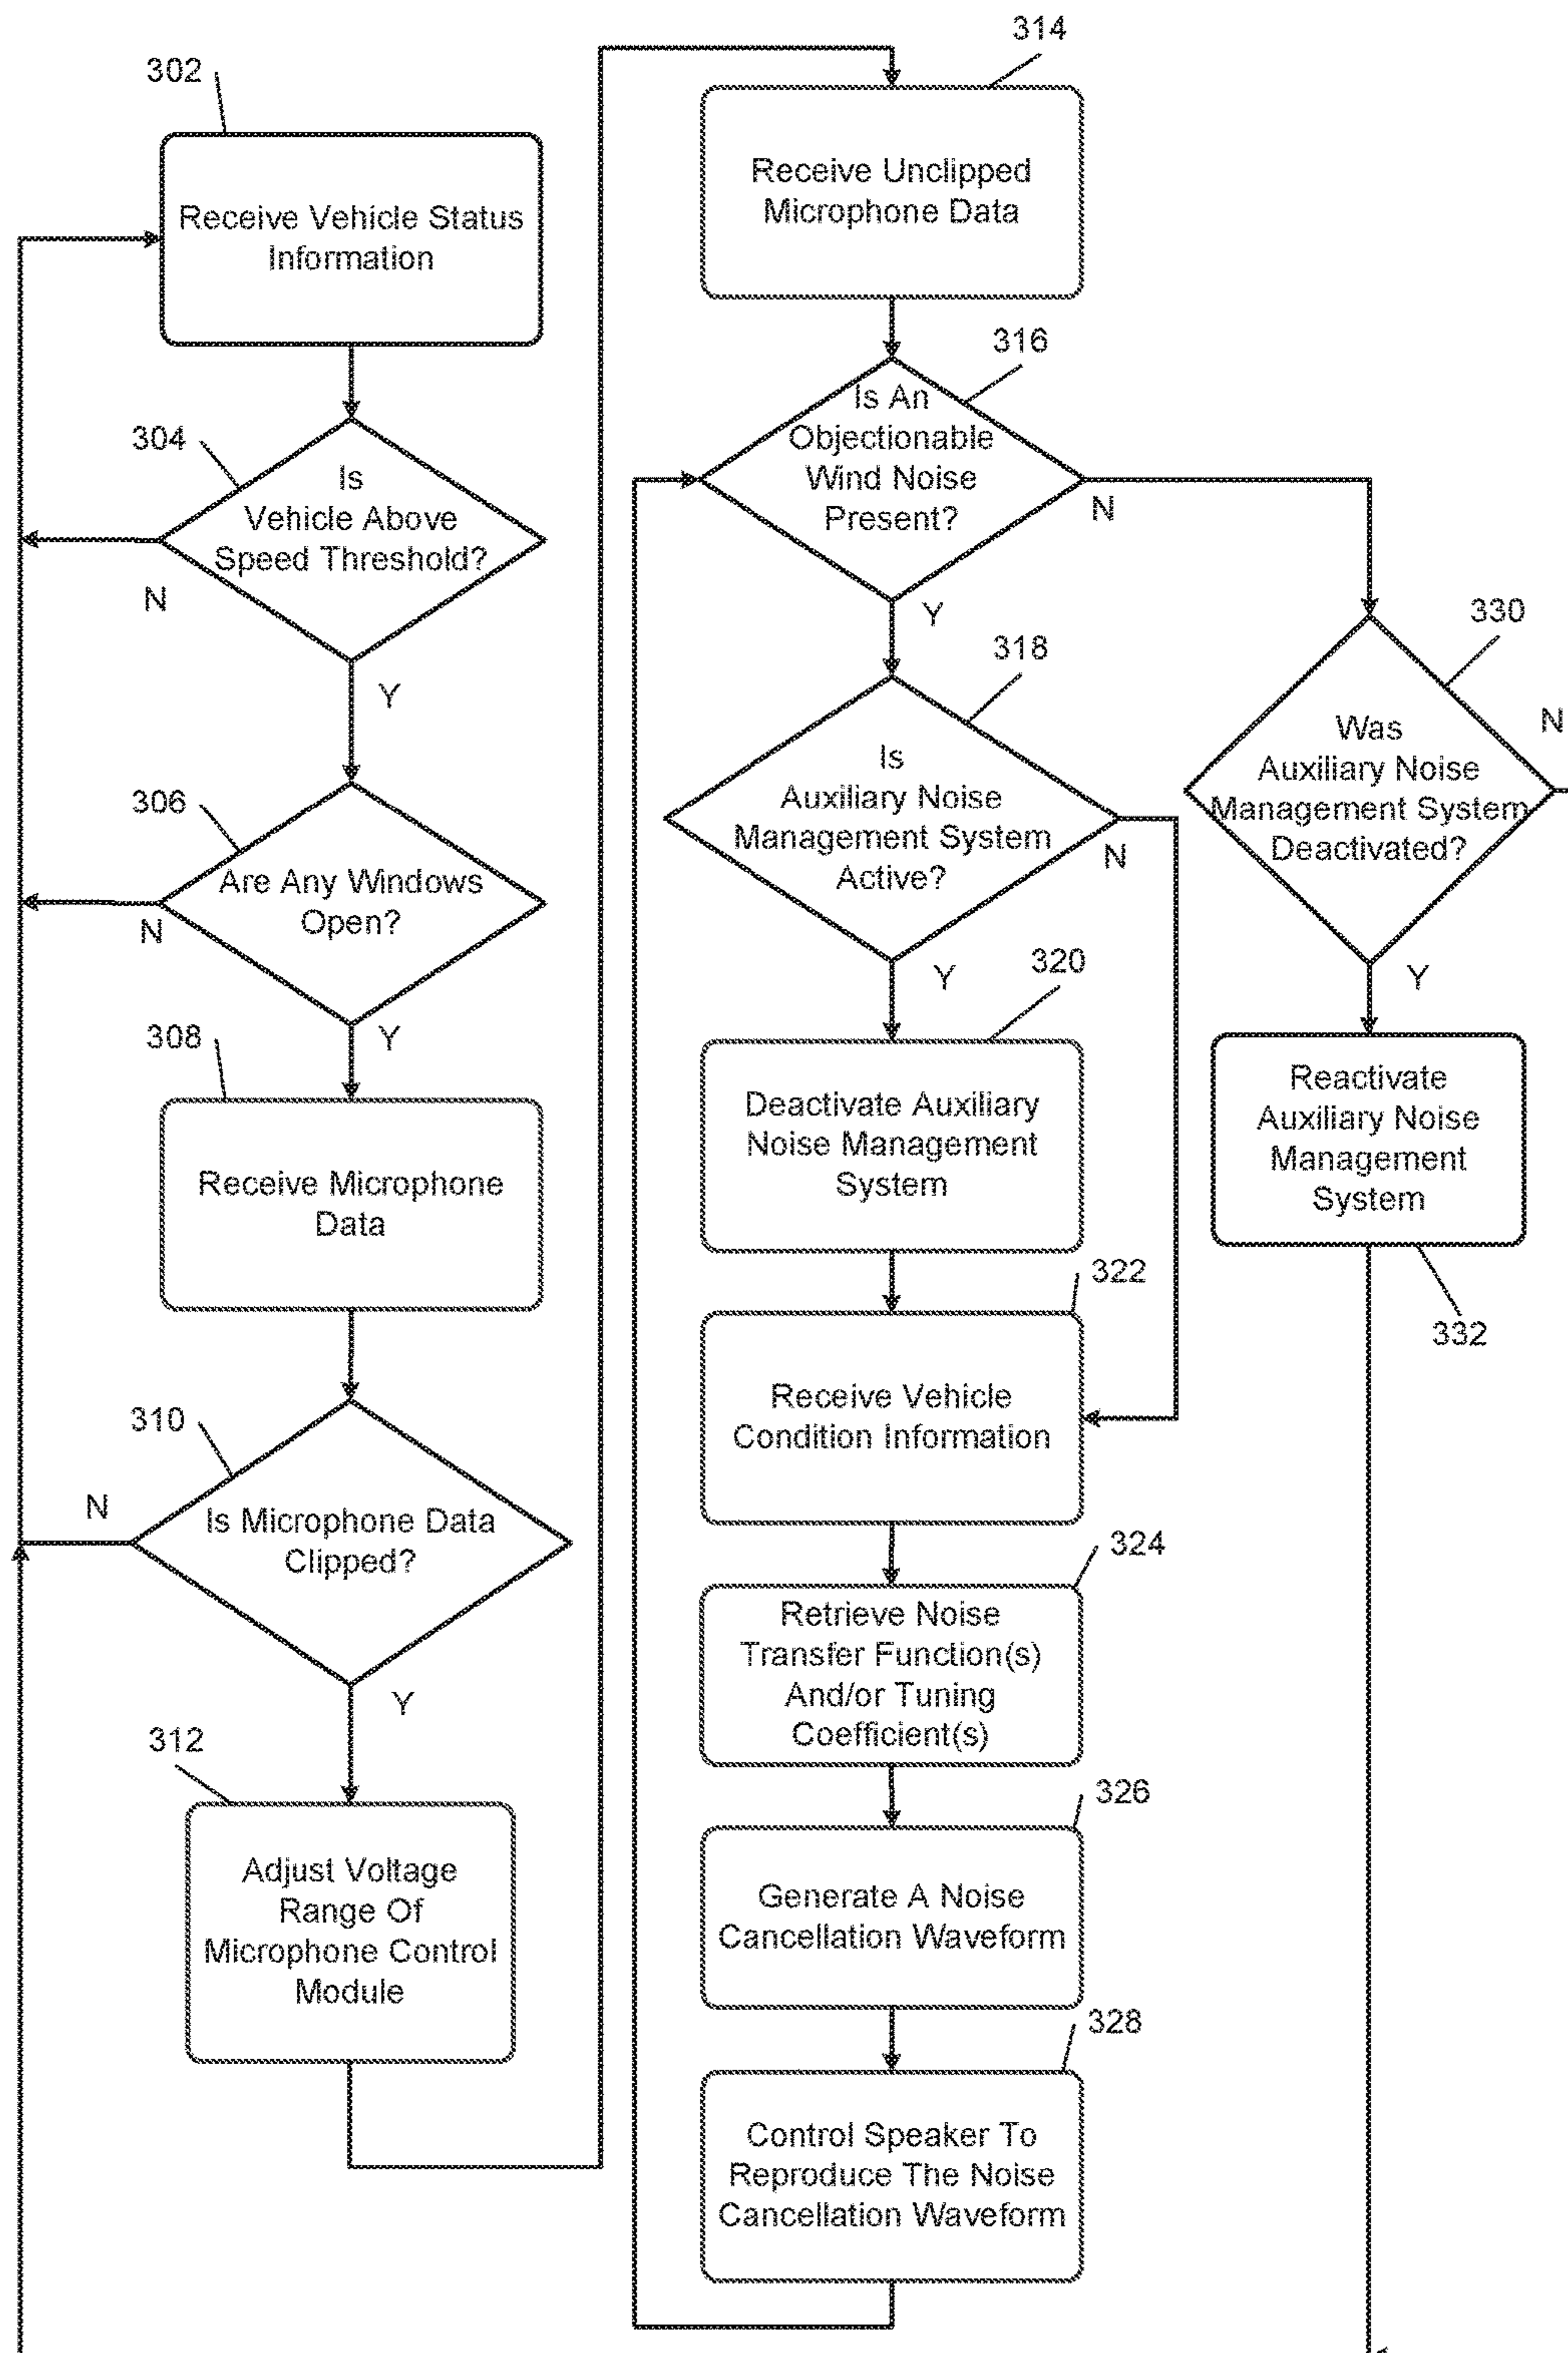 302
Receive Vehicle Status
Information
304
Is
Vehicle Above
Speed Threshold?
N
Y
306
Are Any Windows
Open?
N
Y
308
Receive Microphone
Data
310
Is Microphone Data
Clipped?
N
Y
312
Adjust Voltage
Range Of
Microphone Control
Module
314
Receive Unclipped
Microphone Data
316
Is An
Objectionable
Wind Noise
Present?
N
Y
318
Is
Auxiliary Noise
Management System
Active?
N
Y
320
Deactivate Auxiliary
Noise Management
System
322
Receive Vehicle
Condition Information
324
Retrieve Noise
Transfer Function(s)
And/or Tuning
Coefficient(s)
326
Generate A Noise
Cancellation Waveform
328
Control Speaker To
Reproduce The Noise
Cancellation Waveform
330
Was
Auxiliary Noise
Management System
Deactivated?
N
Y
Reactivate
Auxiliary Noise
Management
System
332